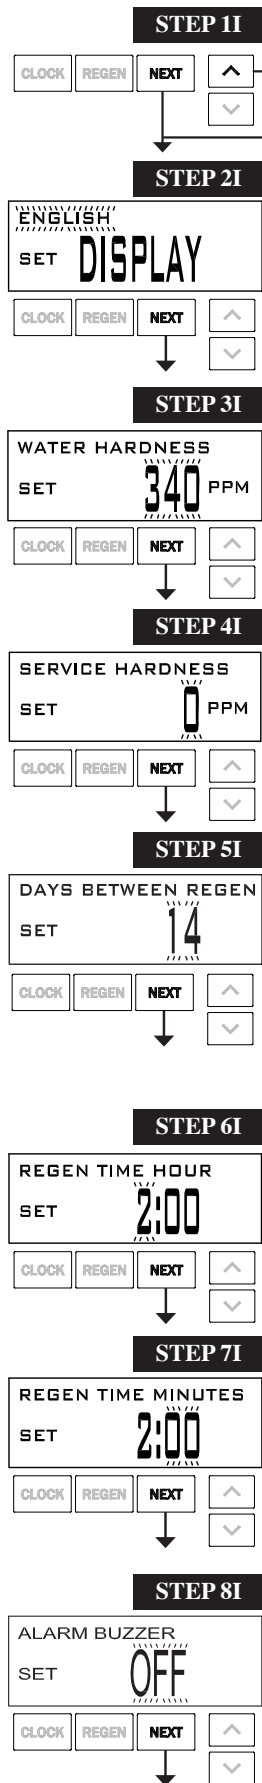 STEP 1I
CLOCK REGEN NEXT
STEP 2I
ENGLISH
SET DISPLAY
CLOCK REGEN NEXT
STEP 3I
WATER HARDNESS
SET 340 PPM
CLOCK REGEN NEXT
STEP 4I
SERVICE HARDNESS
SET 0 PPM
CLOCK REGEN NEXT
STEP 5I
DAYS BETWEEN REGEN
SET 14
CLOCK REGEN NEXT
STEP 6I
REGEN TIME HOUR
SET 2:00
CLOCK REGEN NEXT
STEP 7I
REGEN TIME MINUTES
SET 2:00
CLOCK REGEN NEXT
STEP 8I
ALARM BUZZER
SET OFF
CLOCK REGEN NEXT